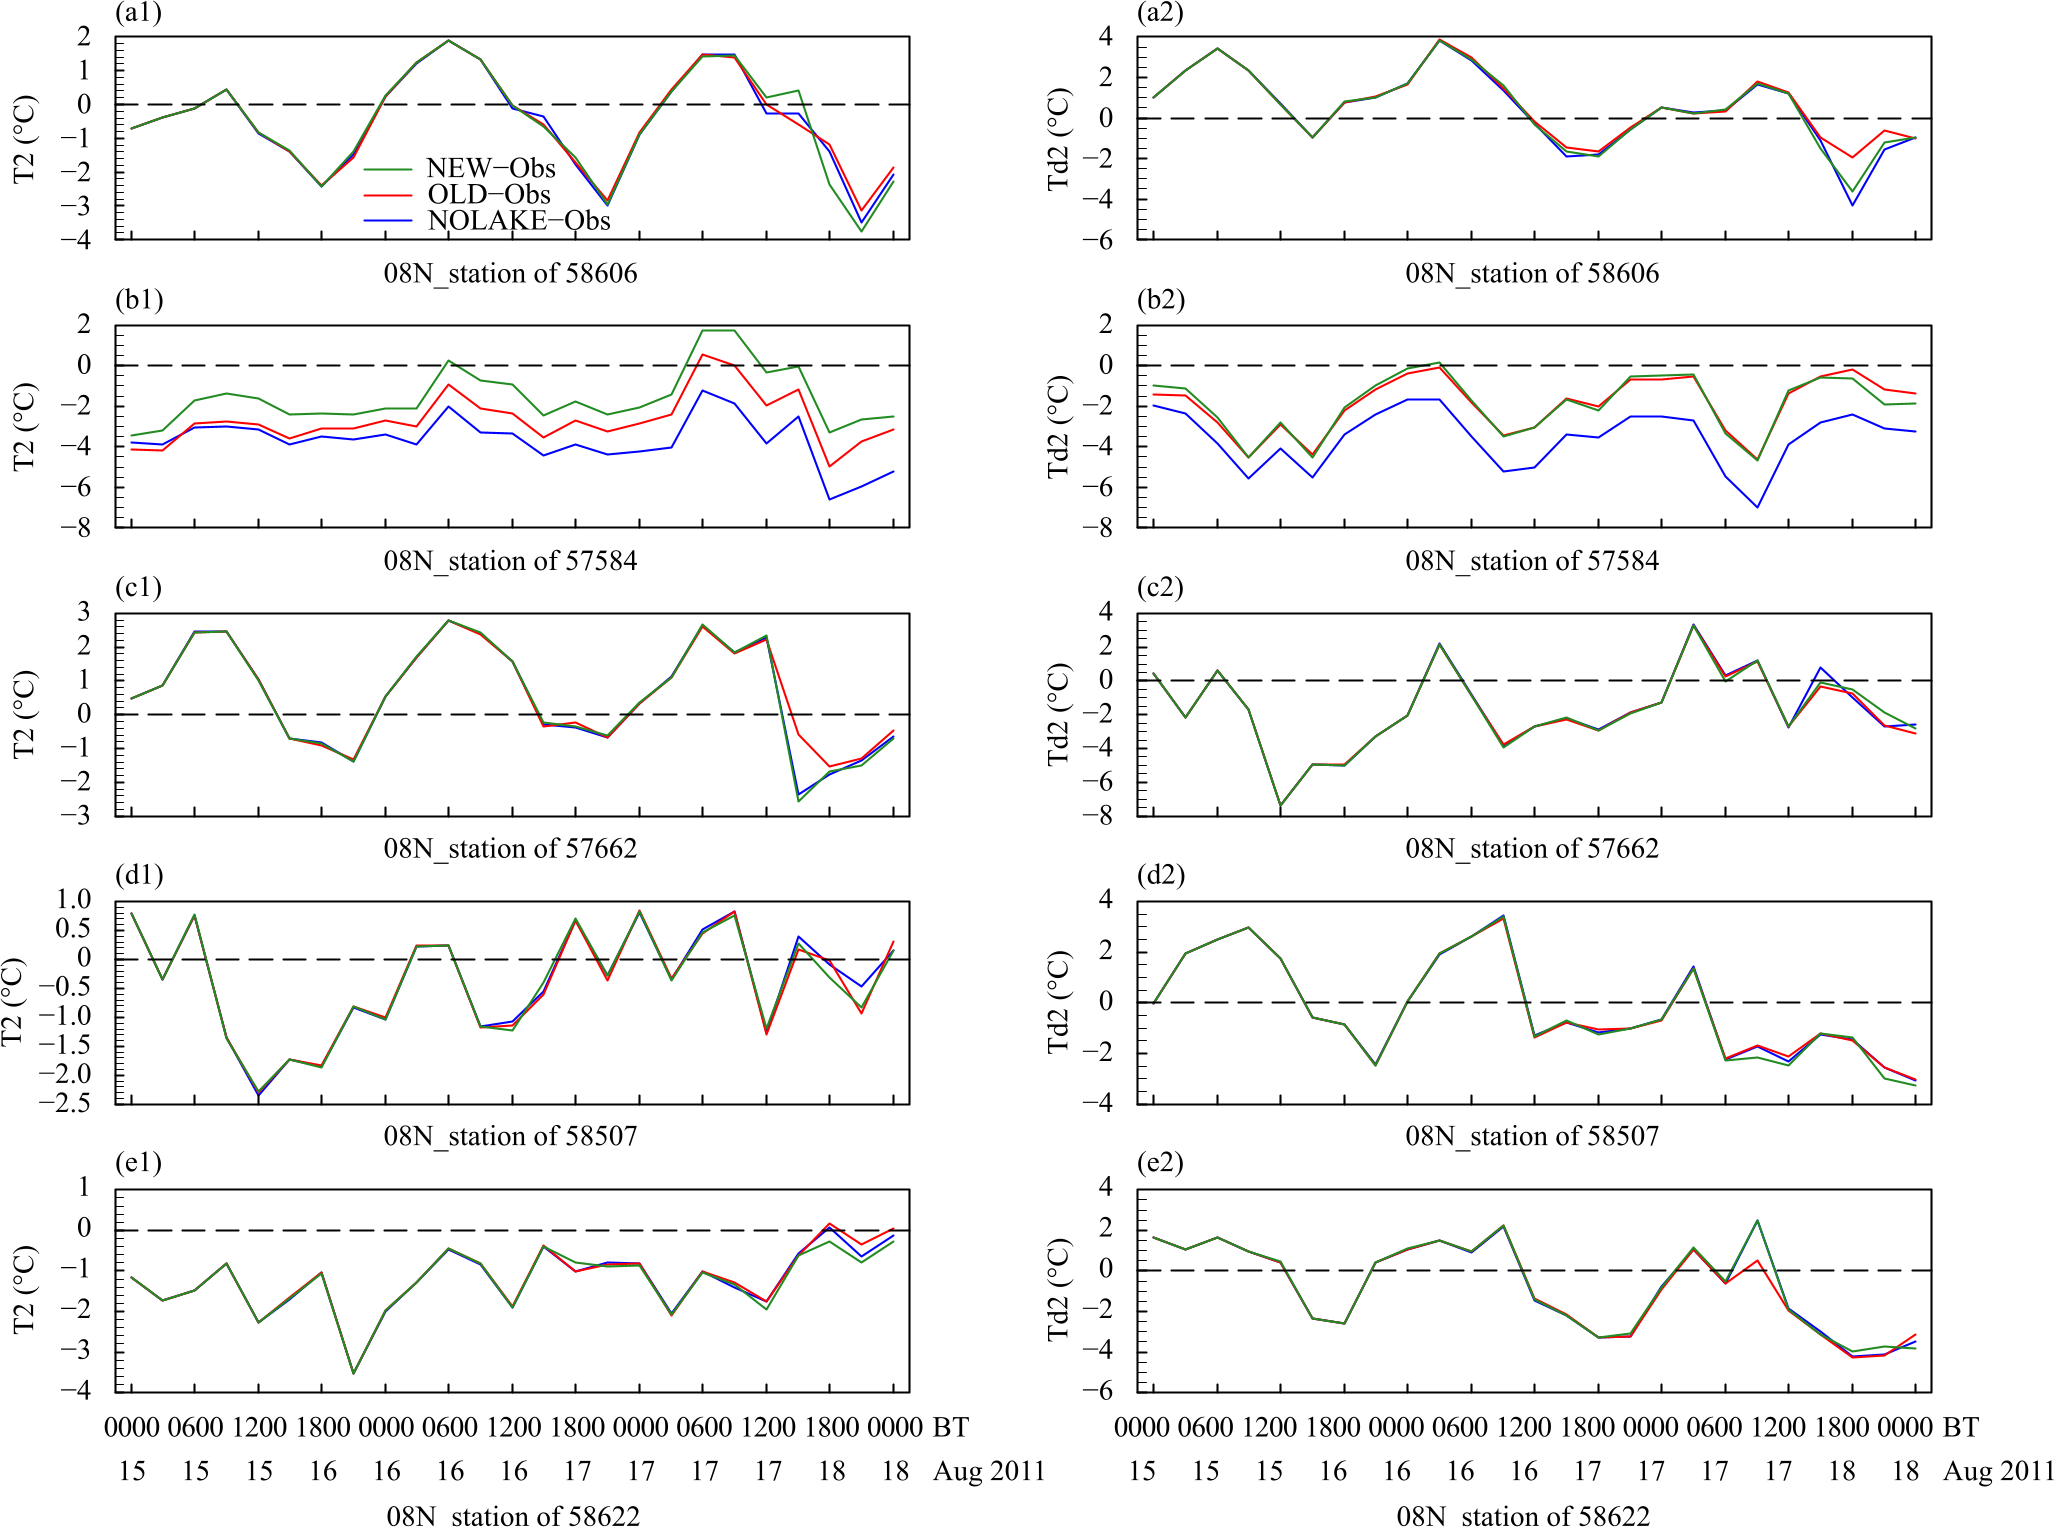 (a1)
2
1
0
−1
−2
−3
−4
T2 (°C)
NEW−Obs
OLD−Obs
NOLAKE−Obs
08N_station of 58606
(a2)
4
2
0
−2
−4
−6
Td2 (°C)
08N_station of 58606
(b1)
2
0
−2
−4
−6
−8
T2 (°C)
08N_station of 57584
(b2)
2
0
−2
−4
−6
−8
Td2 (°C)
08N_station of 57584
(c1)
3
2
1
0
−1
−2
−3
T2 (°C)
08N_station of 57662
(c2)
4
2
0
−2
−4
−6
−8
Td2 (°C)
08N_station of 57662
(d1)
1.0
0.5
0
−0.5
−1.0
−1.5
−2.0
−2.5
T2 (°C)
08N_station of 58507
(d2)
4
2
0
−2
−4
Td2 (°C)
08N_station of 58507
(e1)
1
0
−1
−2
−3
−4
T2 (°C)
0000 0600 1200 1800 0000 0600 1200 1800 0000 0600 1200 1800 0000 BT
15 15 15 16 16 16 16 17 17 17 17 18 18 Aug 2011
08N_station of 58622
(e2)
4
2
0
−2
−4
−6
Td2 (°C)
0000 0600 1200 1800 0000 0600 1200 1800 0000 0600 1200 1800 0000 BT
15 15 15 16 16 16 16 17 17 17 17 18 18 Aug 2011
08N_station of 58622